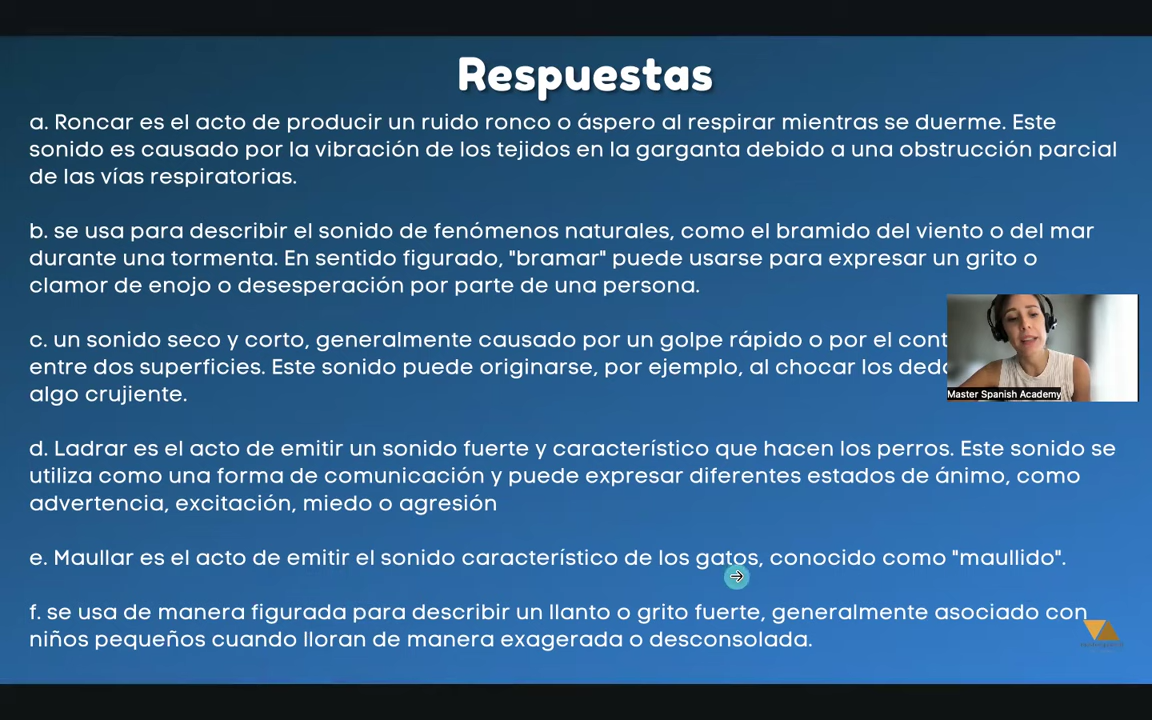 Respuestas
a. Roncar es el acto de producir un ruido ronco o áspero al respirar mientras se duerme. Este
sonido es causado por la vibración de los tejidos en la garganta debido a una obstrucción parcial
de las vías respiratorias.
b. se usa para describir el sonido de fenómenos naturales, como el bramido del viento o del mar
durante una tormenta. En sentido figurado, "bramar" puede usarse para expresar un grito o
clamor de enojo o desesperación por parte de una persona.
c. un sonido seco y corto, generalmente causado por un golpe rápido o por el cont
entre dos superficies. Este sonido puede originarse, por ejemplo, al chocar los ded
algo crujiente.
Master Spanish Academy
d. Ladrar es el acto de emitir un sonido fuerte y característico que hacen los perros. Este sonido se
utiliza como una forma de comunicación y puede expresar diferentes estados de ánimo, como
advertencia, excitación, miedo o agresión
e. Maullar es el acto de emitir el sonido característico de los gatos, conocido como "maullido".
f. se usa de manera figurada para describir un llanto o grito fuerte, generalmente asociado con
niños pequeños cuando lloran de manera exagerada o desconsolada.